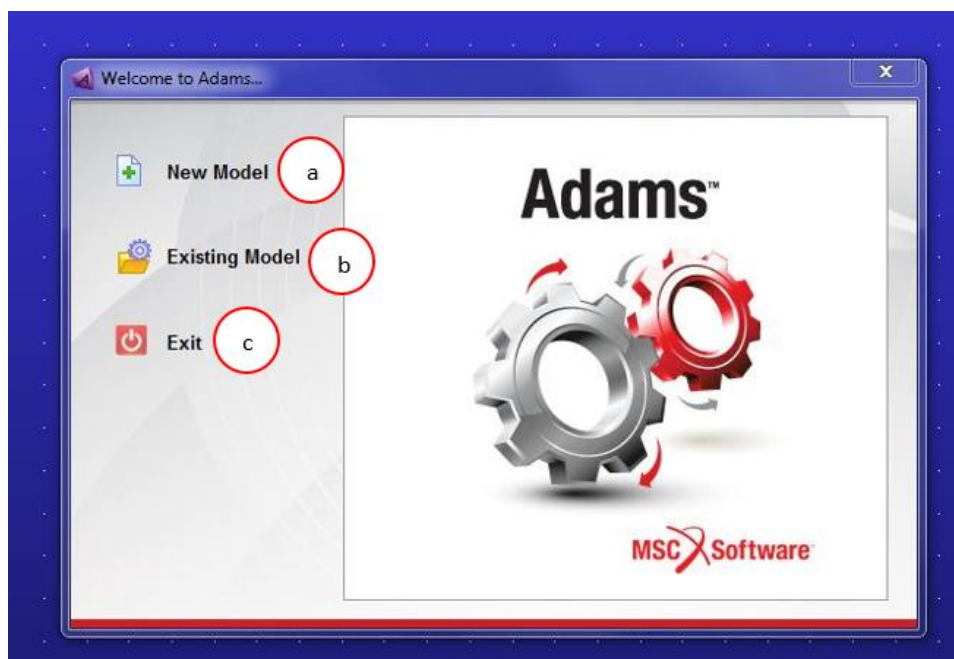 Welcome to Adams...
x
New Model a
Existing Model b
Exit c
Adams™
MSC Software